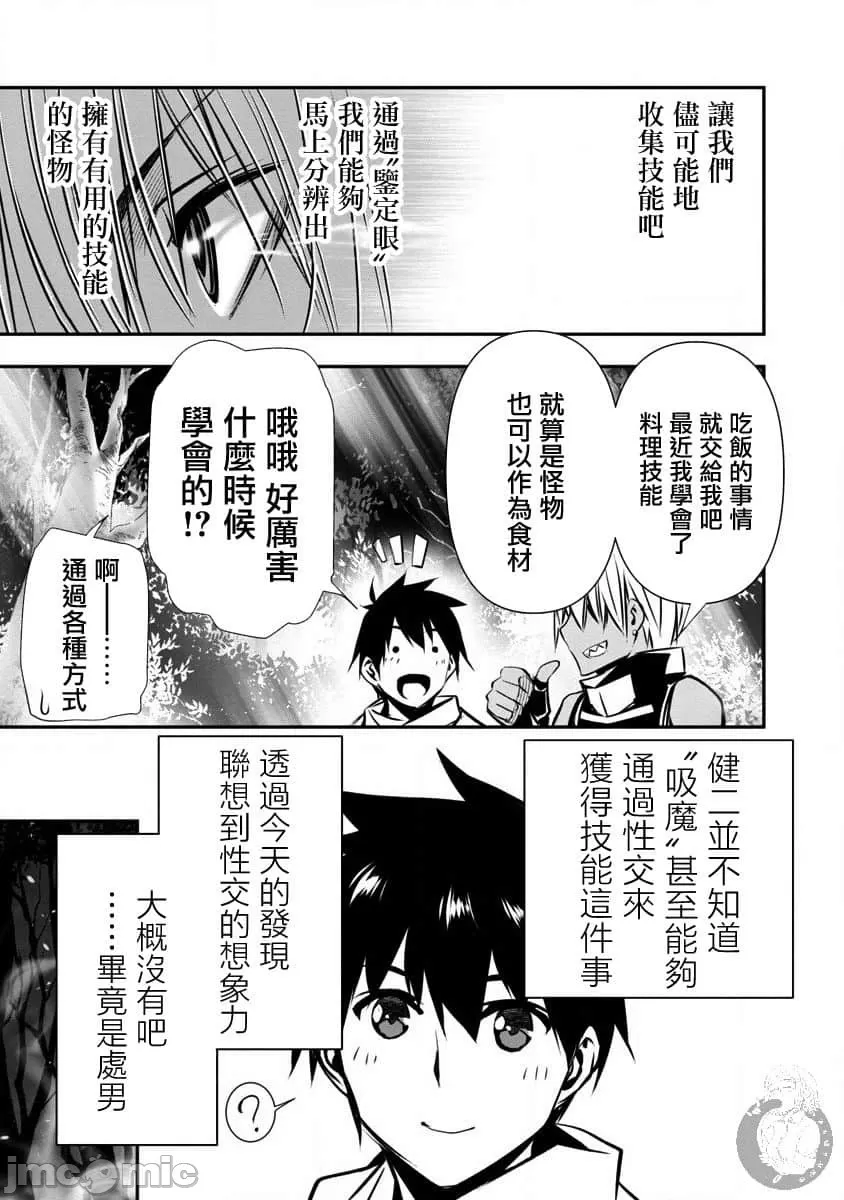 讓我們
儘可能地
收集技能吧
通過“鑒定眼”
我們能夠
馬上分辨出
擁有有用的技能
的怪物
吃飯的事情
就交給我吧
最近我學會了
料理技能
就算是怪物
也可以作為食材
哦哦 好厲害
什麼時候
學會的!?
啊——……
通過各種方式
健二並不知道
“吸魔”甚至能夠
通過性交來
獲得技能這件事
透過今天的發現
聯想到性交的想象力
大概沒有吧
……畢竟是處男
?
jmcomic